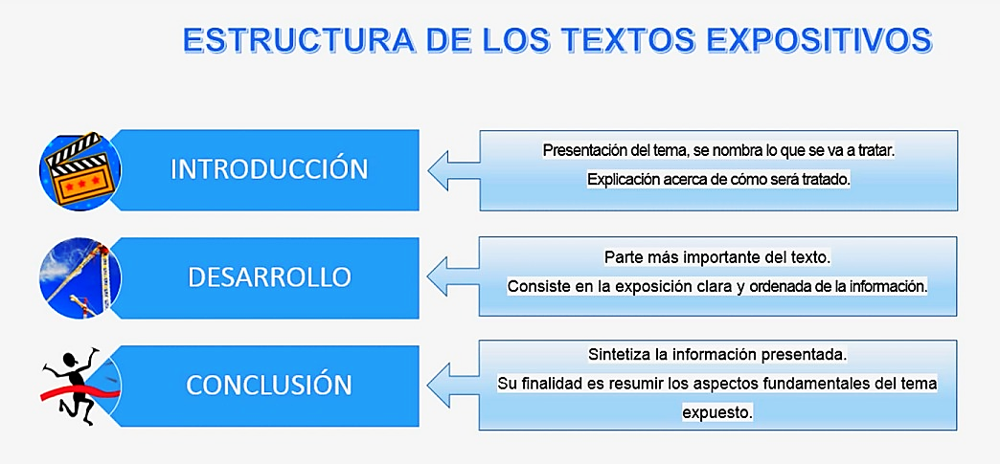 ESTRUCTURA DE LOS TEXTOS EXPOSITIVOS
INTRODUCCIÓN
Presentación del tema, se nombra lo que se va a tratar.
Explicación acerca de cómo será tratado.
DESARROLLO
Parte más importante del texto.
Consiste en la exposición clara y ordenada de la información.
CONCLUSIÓN
Sintetiza la información presentada.
Su finalidad es resumir los aspectos fundamentales del tema
expuesto.